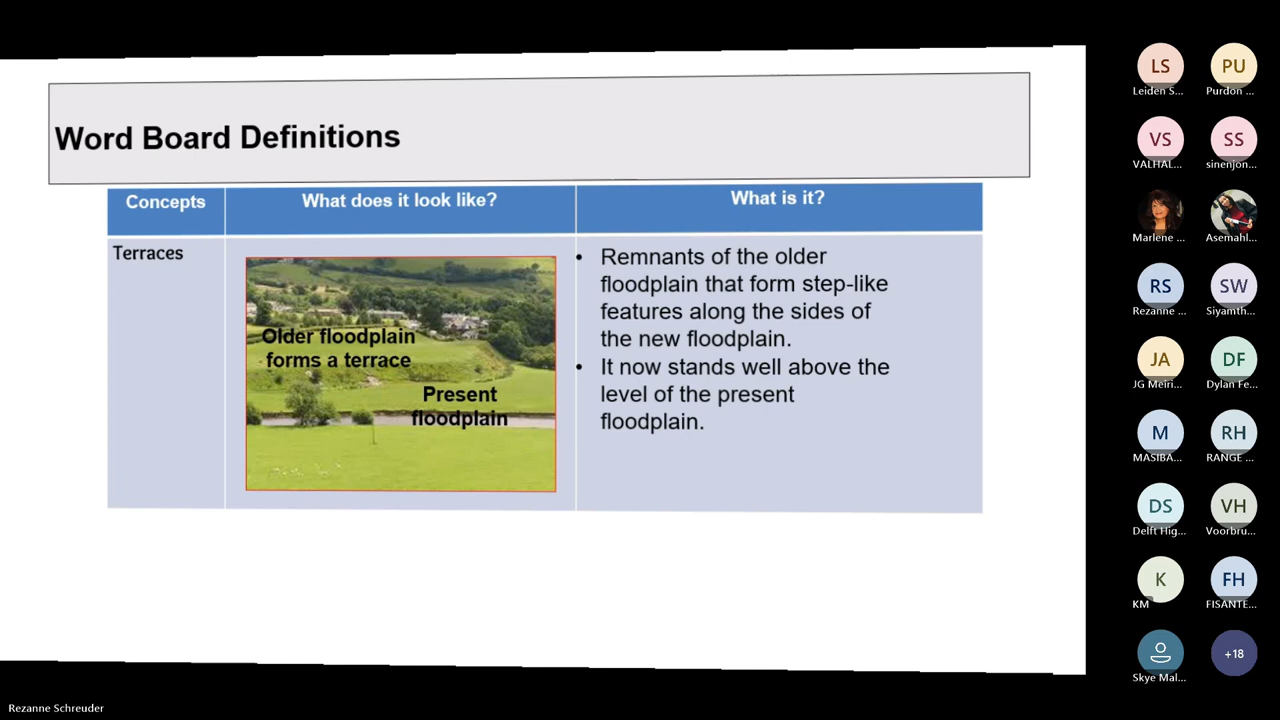 Word Board Definitions
Concepts
What does it look like?
What is it?
Terraces
Older floodplain
forms a terrace
Present
floodplain
• Remnants of the older
floodplain that form step-like
features along the sides of
the new floodplain.
• It now stands well above the
level of the present
floodplain.
LS
Leiden S...
PU
Purdon ...
VS
VALHAL...
SS
sinenjon...
Marlene ...
Asemahl...
RS
Rezanne ...
SW
Siyamth...
JA
JG Meiri...
DF
Dylan Fe...
M
MASIBA...
RH
RANGE ...
DS
Delft Hig...
VH
Voorbru...
K
KM
FH
FISANTE...
Skye Mal...
+18
Rezanne Schreuder